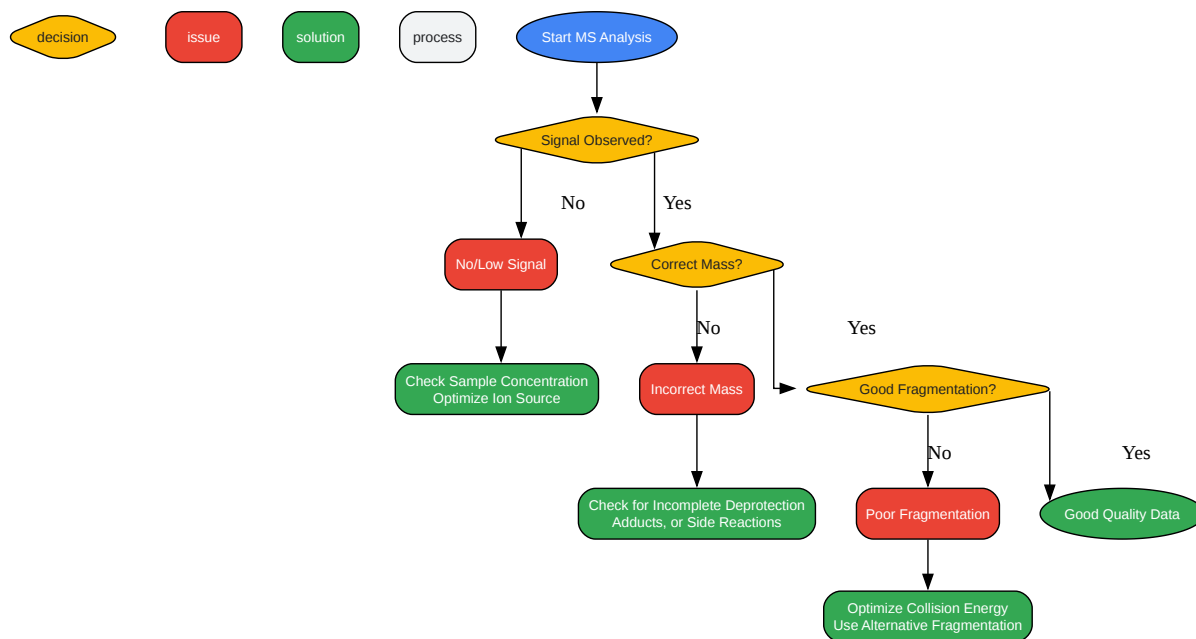 decision
issue
solution
process
Start MS Analysis
Signal Observed?
No
Yes
No/Low Signal
Correct Mass?
No
Yes
Check Sample Concentration
Optimize Ion Source
Incorrect Mass
Good Fragmentation?
No
Yes
Check for Incomplete Deprotection
Adducts, or Side Reactions
Poor Fragmentation
Good Quality Data
Optimize Collision Energy
Use Alternative Fragmentation